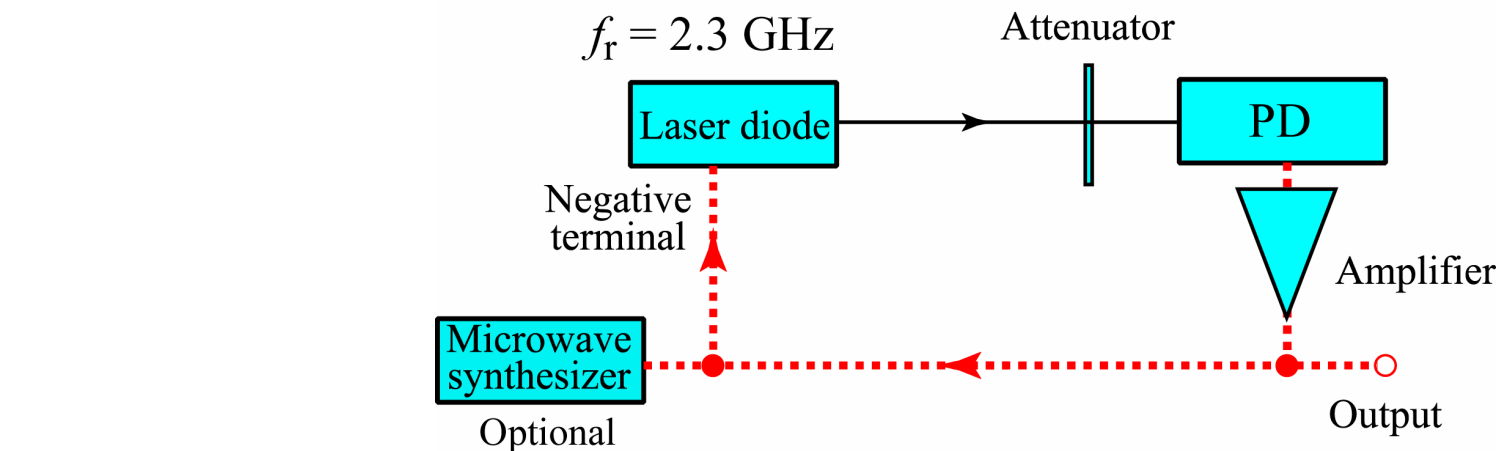 fr = 2.3 GHz
Attenuator
Laser diode
PD
Negative
terminal
Amplifier
Microwave
synthesizer
Optional
Output